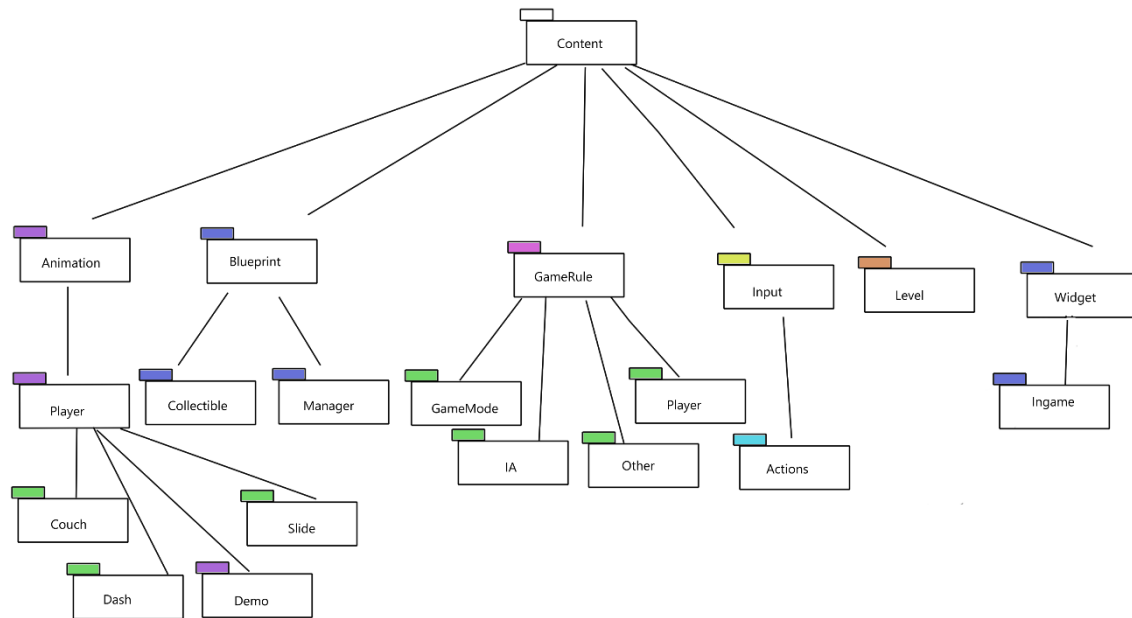 Content
Animation
Blueprint
GameRule
Input
Level
Widget
Player
Collectible
Manager
GameMode
Player
Ingame
IA
Other
Actions
Couch
Slide
Dash
Demo